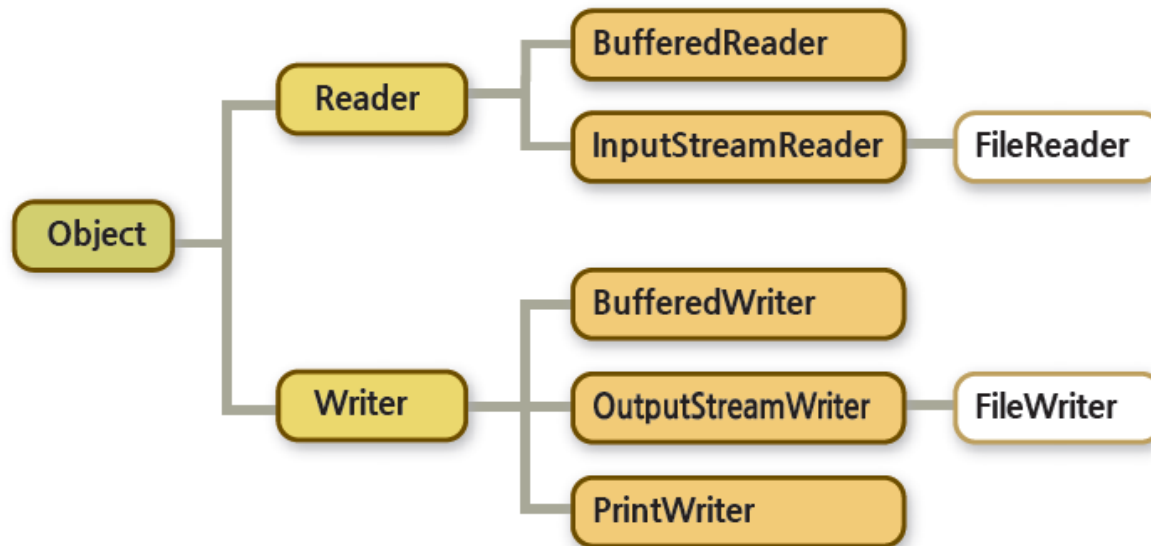 BufferedReader
Reader
InputStreamReader
FileReader
Object
BufferedWriter
Writer
OutputStreamWriter
FileWriter
PrintWriter